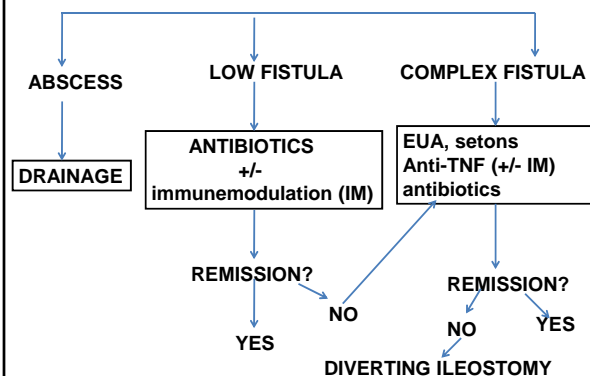 ABSCESS
DRAINAGE
LOW FISTULA
ANTIBIOTICS
+/-
immunemodulation (IM)
REMISSION?
NO
YES
COMPLEX FISTULA
EUA, setons
Anti-TNF (+/- IM)
antibiotics
REMISSION?
NO
YES
DIVERTING ILEOSTOMY